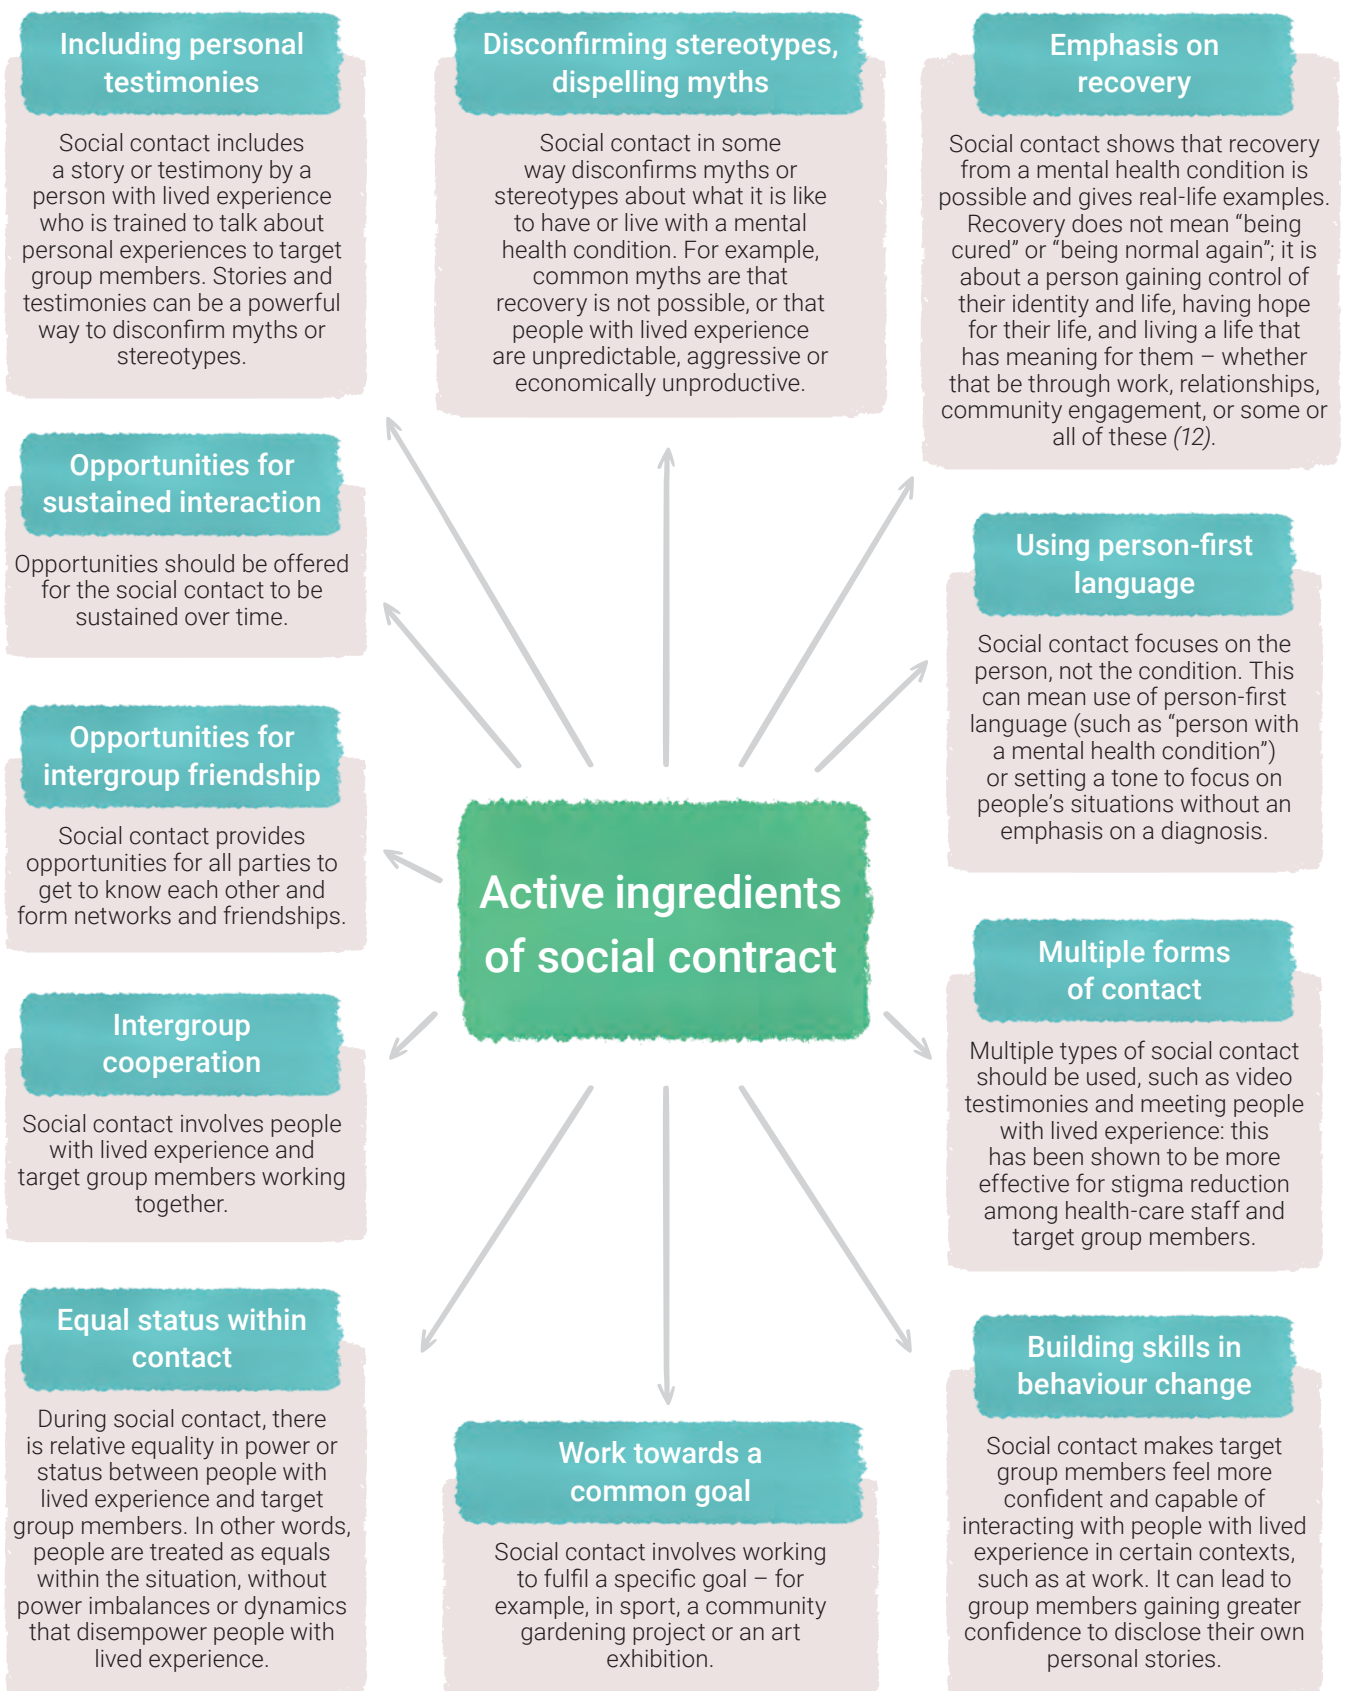 Including personal
testimonies
Social contact includes
a story or testimony by a
person with lived experience
who is trained to talk about
personal experiences to target
group members. Stories and
testimonies can be a powerful
way to disconfirm myths or
stereotypes.
Disconfirming stereotypes,
dispelling myths
Social contact in some
way disconfirms myths or
stereotypes about what it is like
to have or live with a mental
health condition. For example,
common myths are that
recovery is not possible, or that
people with lived experience
are unpredictable, aggressive or
economically unproductive.
Emphasis on
recovery
Social contact shows that recovery
from a mental health condition is
possible and gives real-life examples.
Recovery does not mean “being
cured” or “being normal again”; it is
about a person gaining control of
their identity and life, having hope
for their life, and living a life that
has meaning for them – whether
that be through work, relationships,
community engagement, or some or
all of these (12).
Opportunities for
sustained interaction
Opportunities should be offered
for the social contact to be
sustained over time.
Using person-first
language
Social contact focuses on the
person, not the condition. This
can mean use of person-first
language (such as “person with
a mental health condition”)
or setting a tone to focus on
people’s situations without an
emphasis on a diagnosis.
Opportunities for
intergroup friendship
Social contact provides
opportunities for all parties to
get to know each other and
form networks and friendships.
Active ingredients
of social contract
Multiple forms
of contact
Multiple types of social contact
should be used, such as video
testimonies and meeting people
with lived experience: this
has been shown to be more
effective for stigma reduction
among health-care staff and
target group members.
Intergroup
cooperation
Social contact involves people
with lived experience and
target group members working
together.
Equal status within
contact
During social contact, there
is relative equality in power or
status between people with
lived experience and target
group members. In other words,
people are treated as equals
within the situation, without
power imbalances or dynamics
that disempower people with
lived experience.
Work towards a
common goal
Social contact involves working
to fulfil a specific goal – for
example, in sport, a community
gardening project or an art
exhibition.
Building skills in
behaviour change
Social contact makes target
group members feel more
confident and capable of
interacting with people with lived
experience in certain contexts,
such as at work. It can lead to
group members gaining greater
confidence to disclose their own
personal stories.